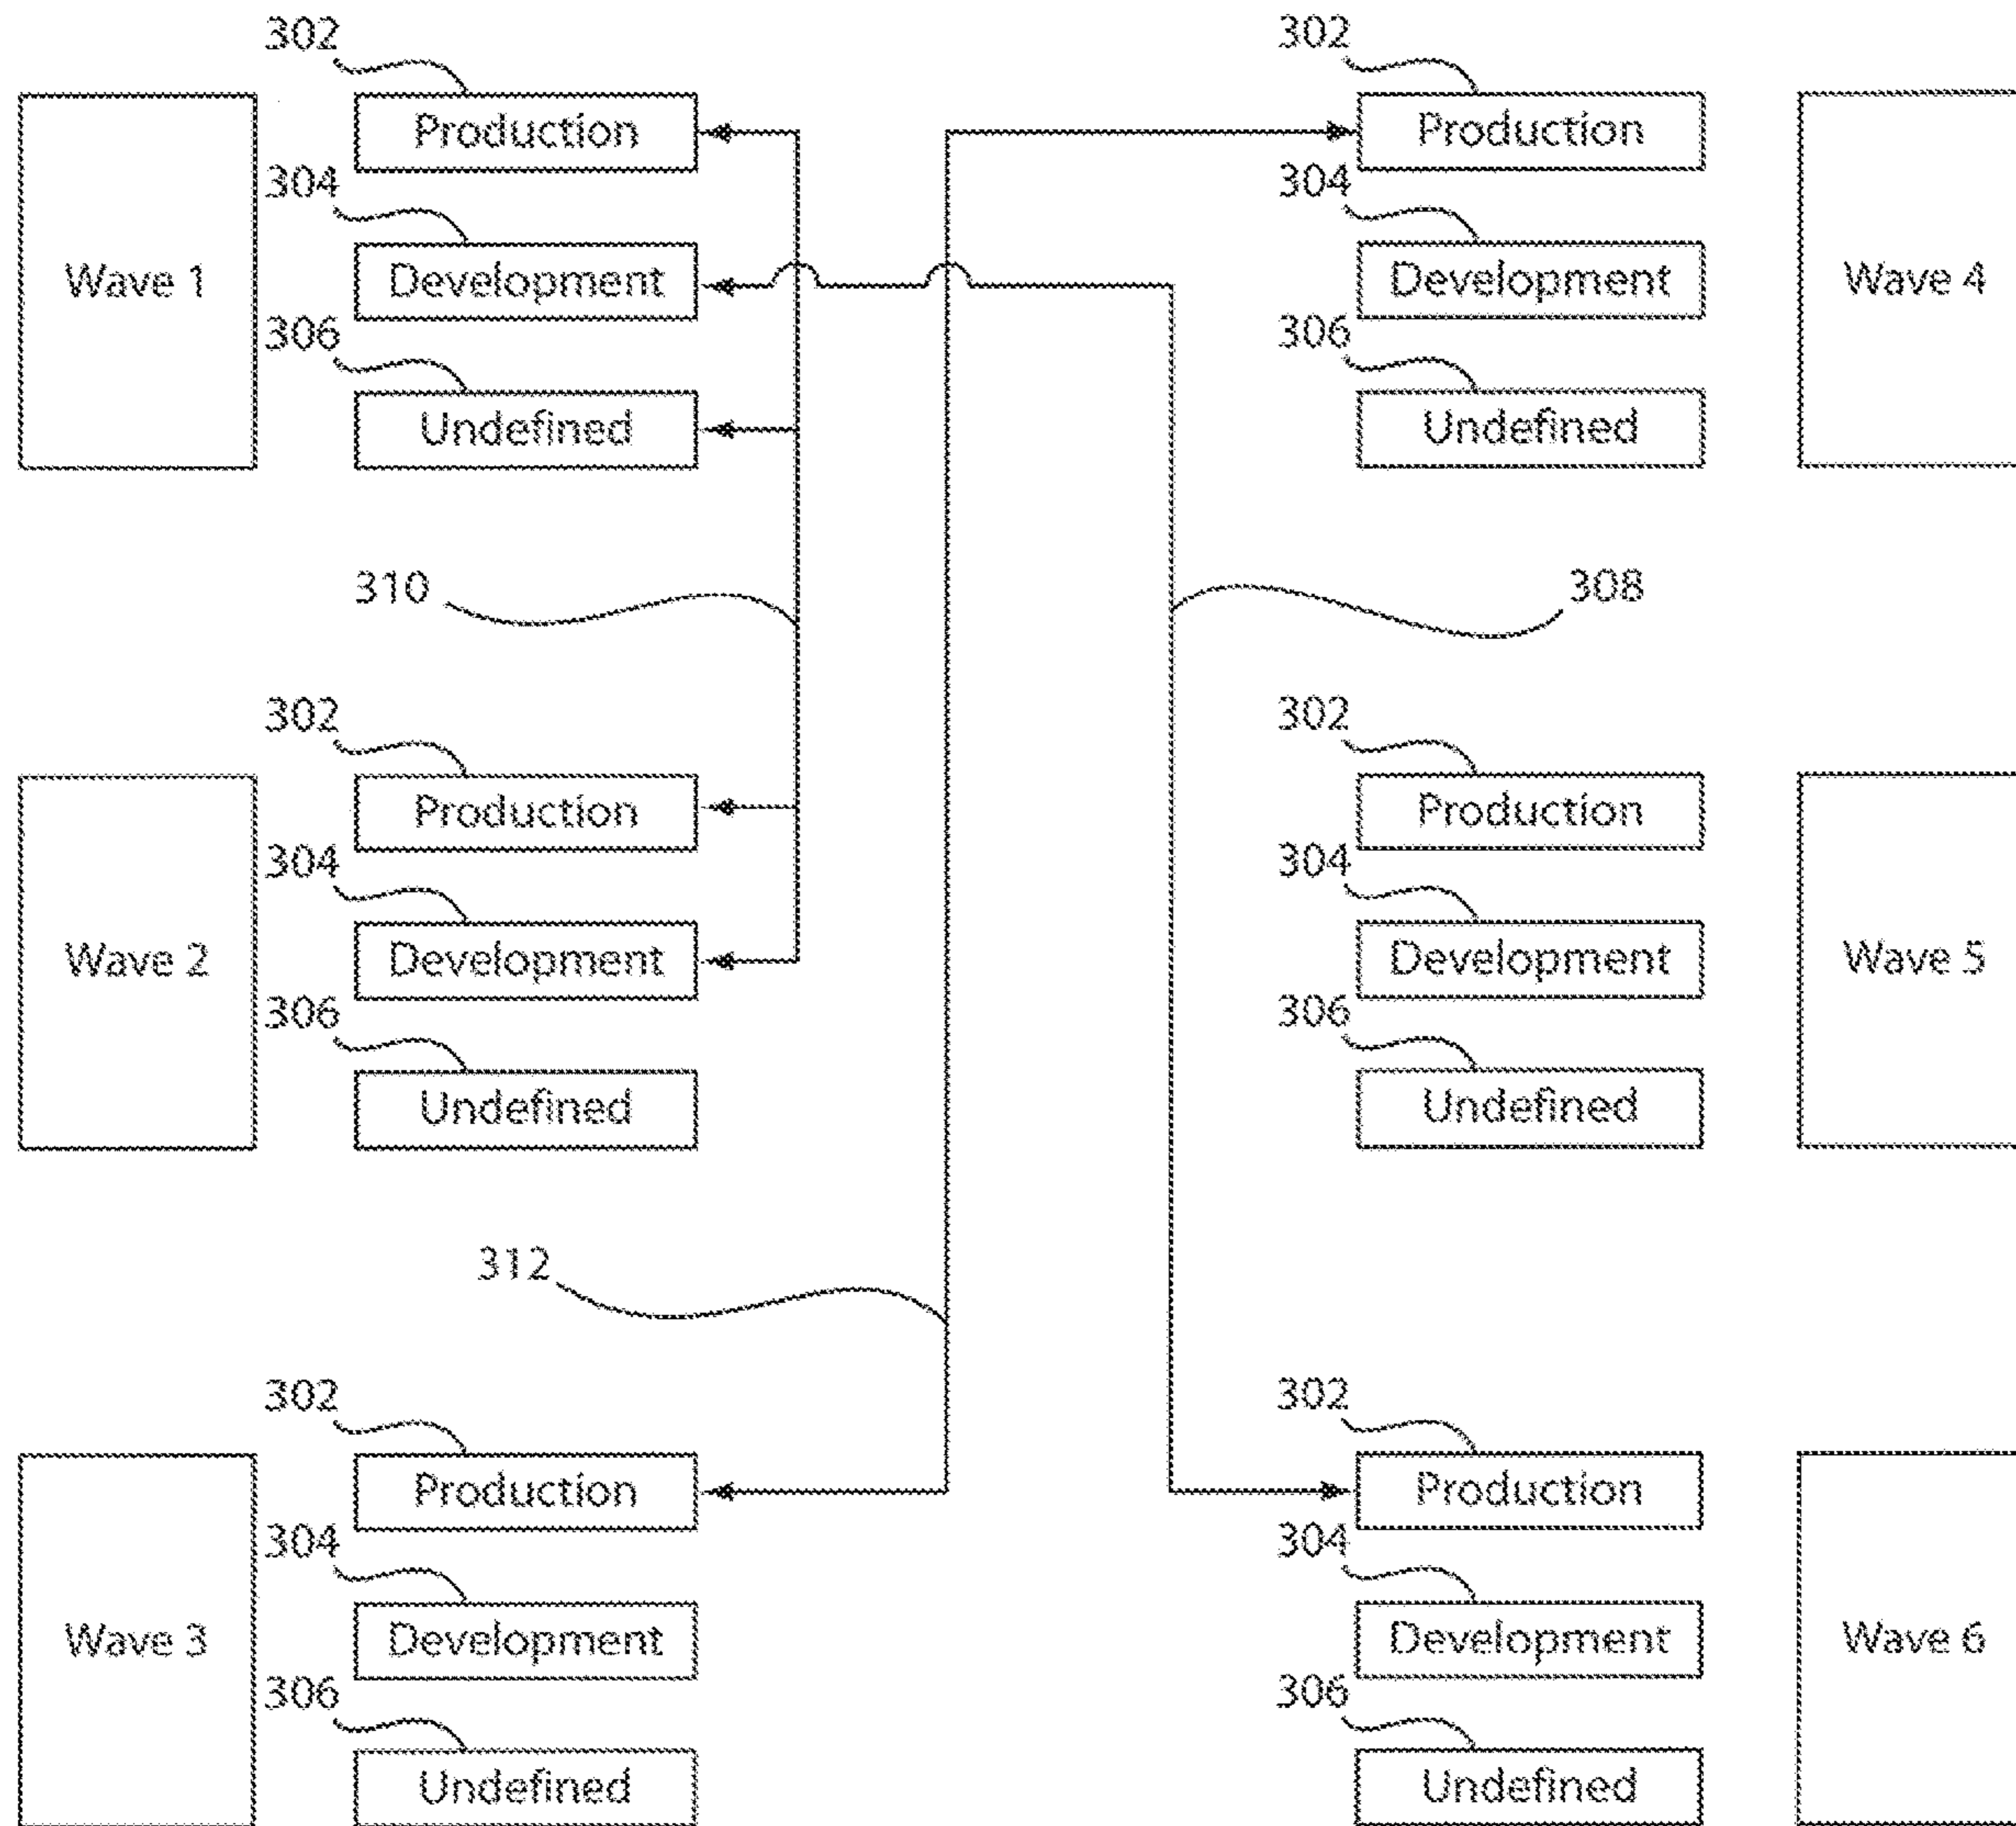 302
302
Production
Production
304
304
Wave 1
Development
Development
Wave 4
306
306
Undefined
Undefined
310
308
302
302
Production
Production
304
304
Wave 2
Development
Development
Wave 5
306
306
Undefined
Undefined
312
302
302
Production
Production
304
304
Wave 3
Development
Development
Wave 6
306
306
Undefined
Undefined